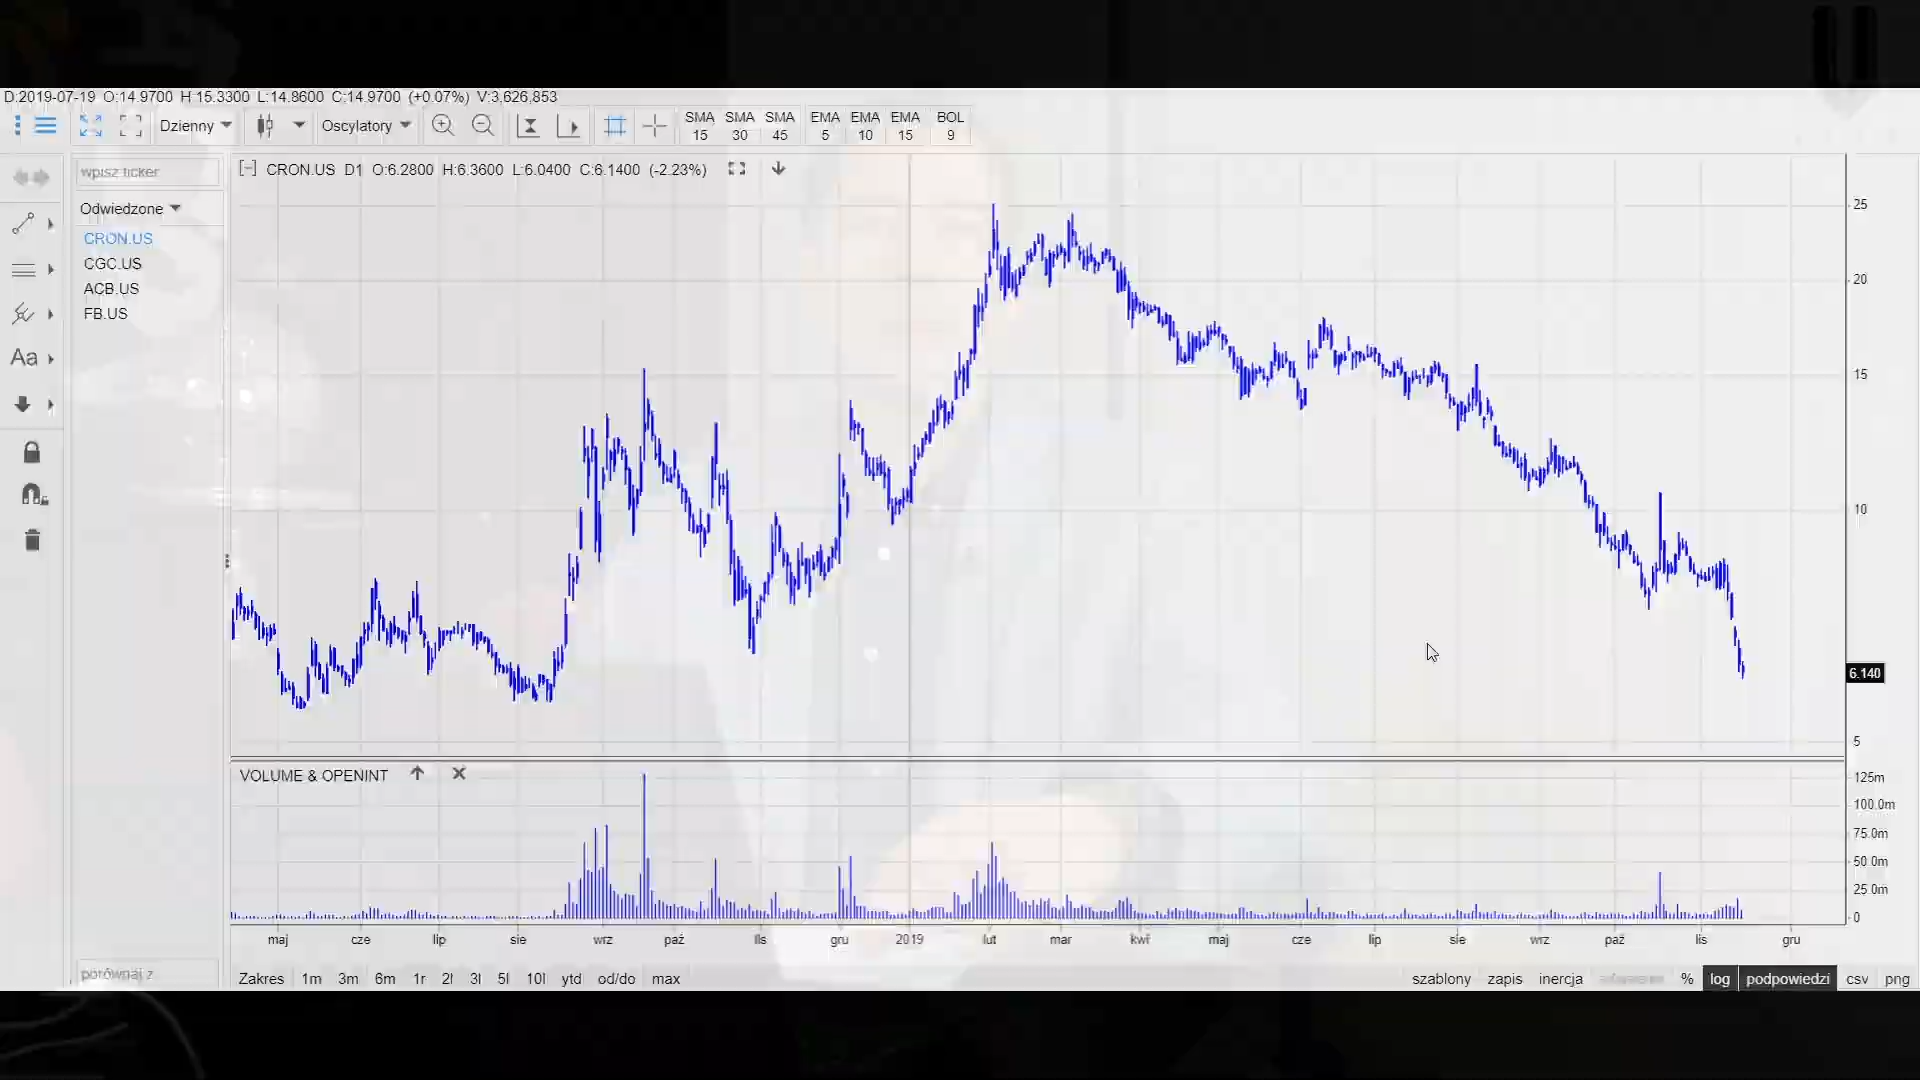 D:2019-07-19 O:14.9700 H:15.3300 L:14.8600 C:14.9700 (+0.07%) V:3,626,853
Dzienny Oscylatory SMA 15 SMA 30 SMA 45 EMA 5 EMA 10 EMA 15 BOL 9
wpisz ticker
[-] CRON.US D1 O:6.2800 H:6.3600 L:6.0400 C:6.1400 (-2.23%)
Odwiedzone
CRON.US
CGC.US
ACB.US
FB.US
Aa
25
20
15
10
6.140
5
VOLUME & OPENINT
125m
100.0m
75.0m
50.0m
25.0m
0
maj cze lip sie wrz paź lis gru 2019 lut mar kwi maj cze lip sie wrz paź lis gru
porównaj z
Zakres 1m 3m 6m 1r 2l 3l 5l 10l ytd od/do max szablony zapis inercja % log podpowiedzi csv png